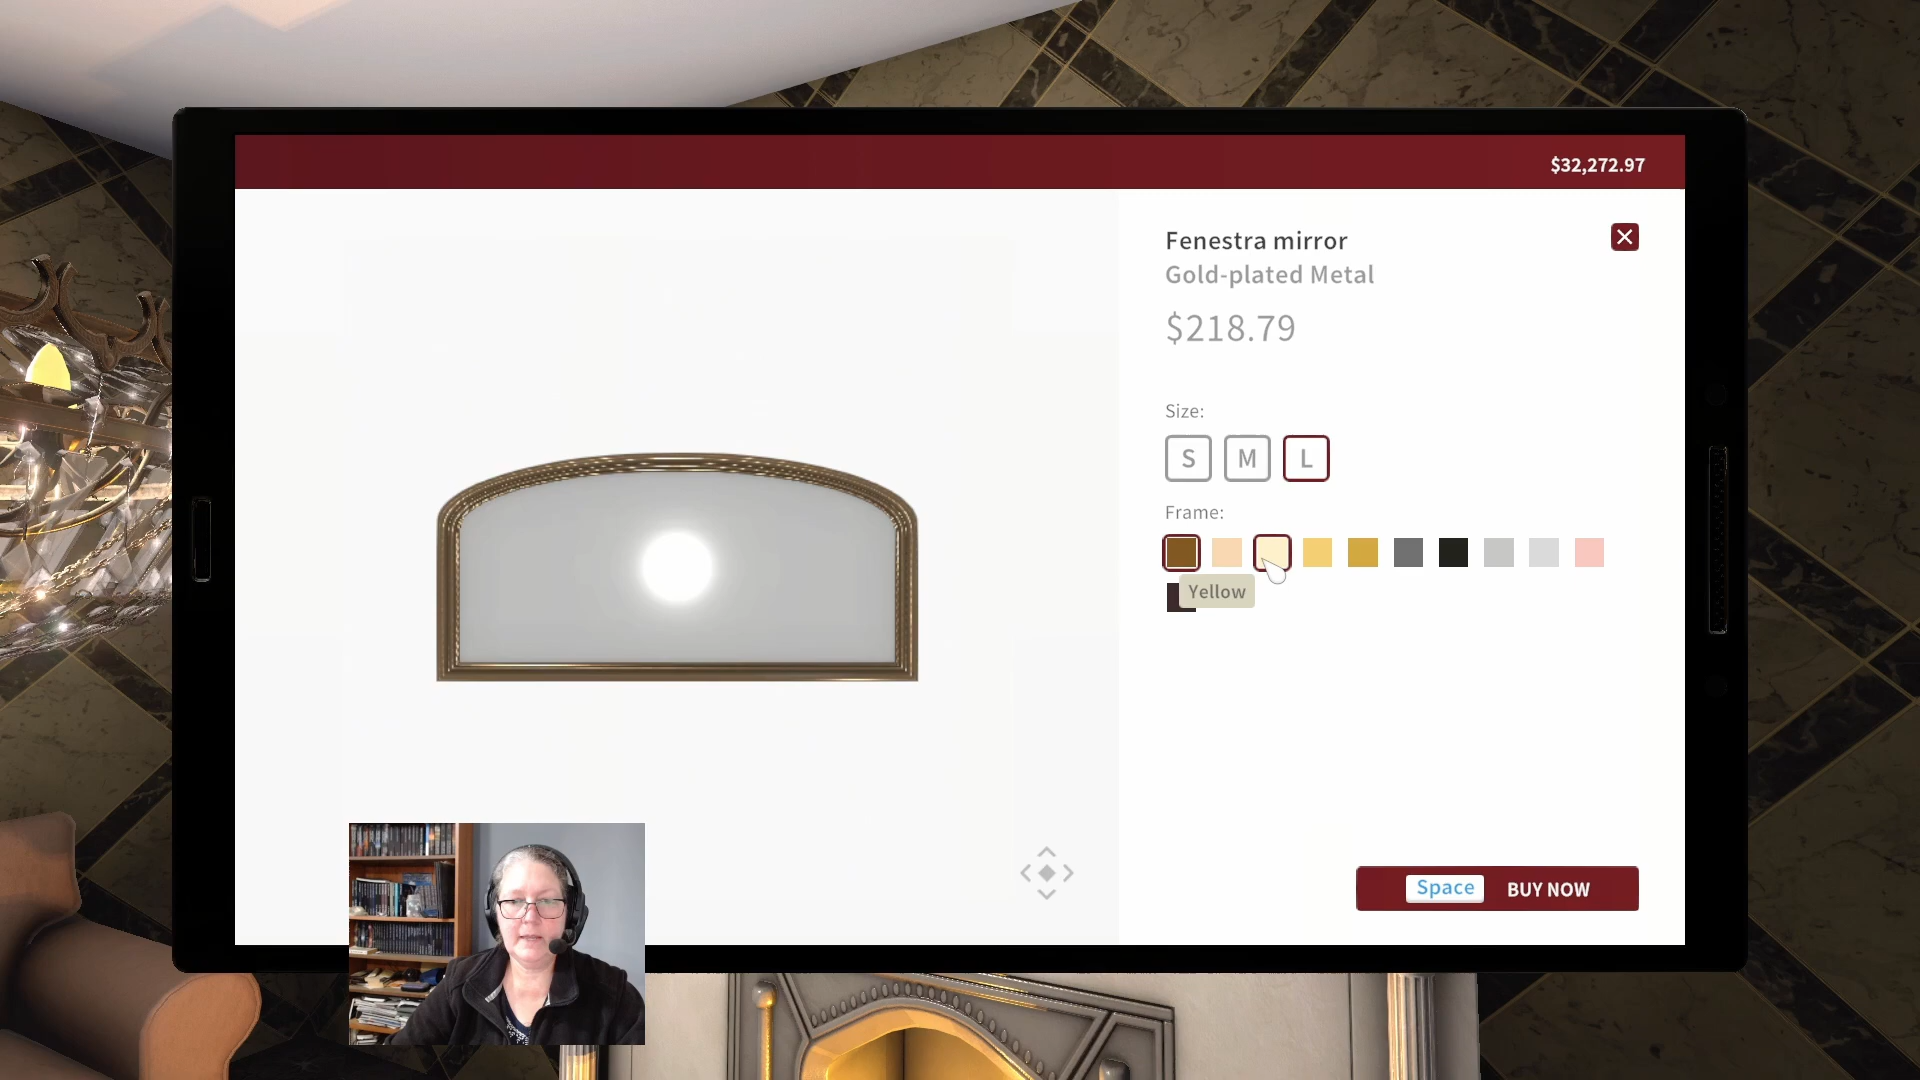 $32,272.97
Fenestra mirror
Gold-plated Metal
$218.79
Size:
S M L
Frame:
Yellow
Space BUY NOW